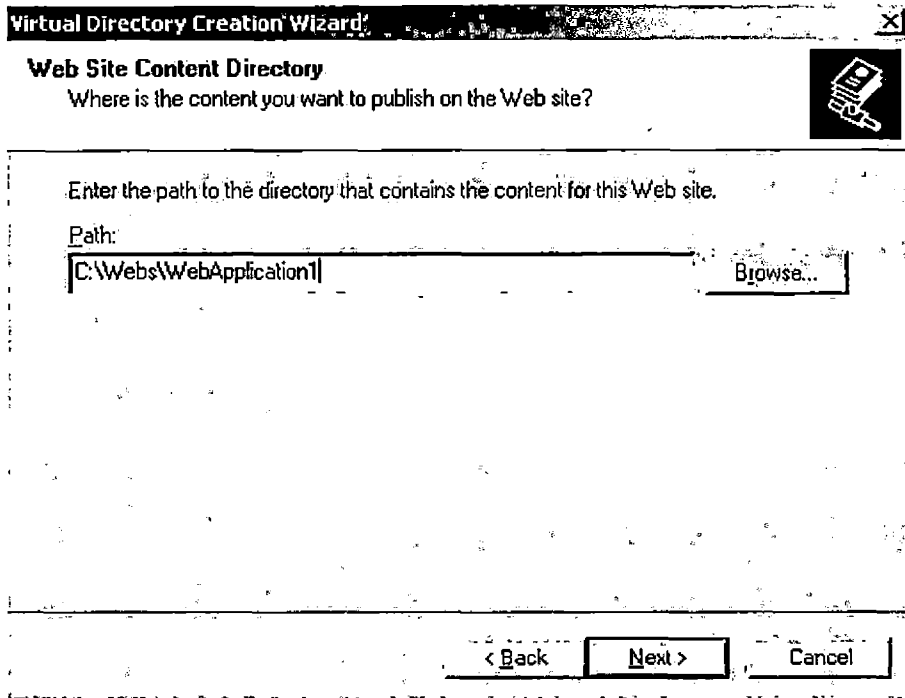 Virtual Directory Creation Wizard
Web Site Content Directory
Where is the content you want to publish on the Web site?
Enter the path to the directory that contains the content for this Web site.
Path:
C:\Webs\WebApplication1
Browse...
< Back
Next >
Cancel